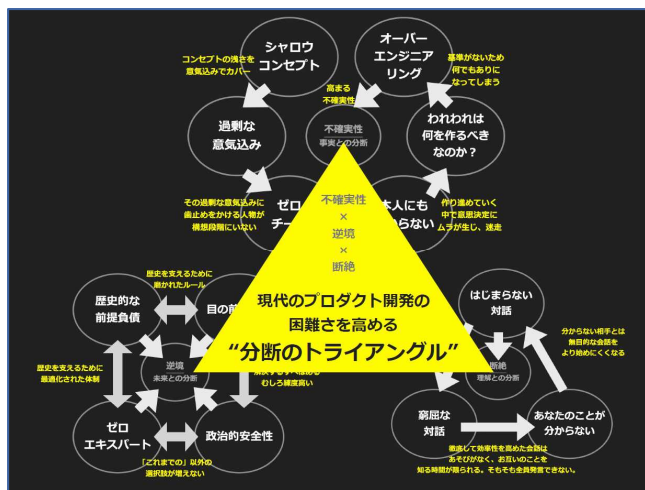 シャロウ
コンセプト
オーバー
エンジニア
リング
コンセプトの浅さを
意気込みでカバー
基準がないため
何でもありに
なってしまう
高まる
不確実性
過剰な
意気込み
不確実性
事実との分断
われわれは
何を作るべき
なのか？
その過剰な意気込みに
歯止めをかける人物が
構想段階にいない
ゼロ
チー
本人にも
からない
作り進めていく
中で意思決定に
ムラが生じ、迷走
不確実性
×
逆境
×
断絶
現代のプロダクト開発の
困難さを高める
“分断のトライアングル”
歴史を支えるために
磨かれたルール
歴史的な
前提負債
目の前
歴史を支えるために
最適化された体制
逆境
未来との分断
むしろ練度高い
ゼロ
エキスパート
政治的安全性
「これまでの」以外の
選択肢が増えない
はじまらない
対話
分からない相手とは
無目的な会話を
より始めにくくなる
断絶
理解との分断
窮屈な
対話
あなたのことが
分からない
徹底して効率性を高めた会話は
あそびがなく、お互いのことを
知る時間が限られる。そもそも全員発言できない。